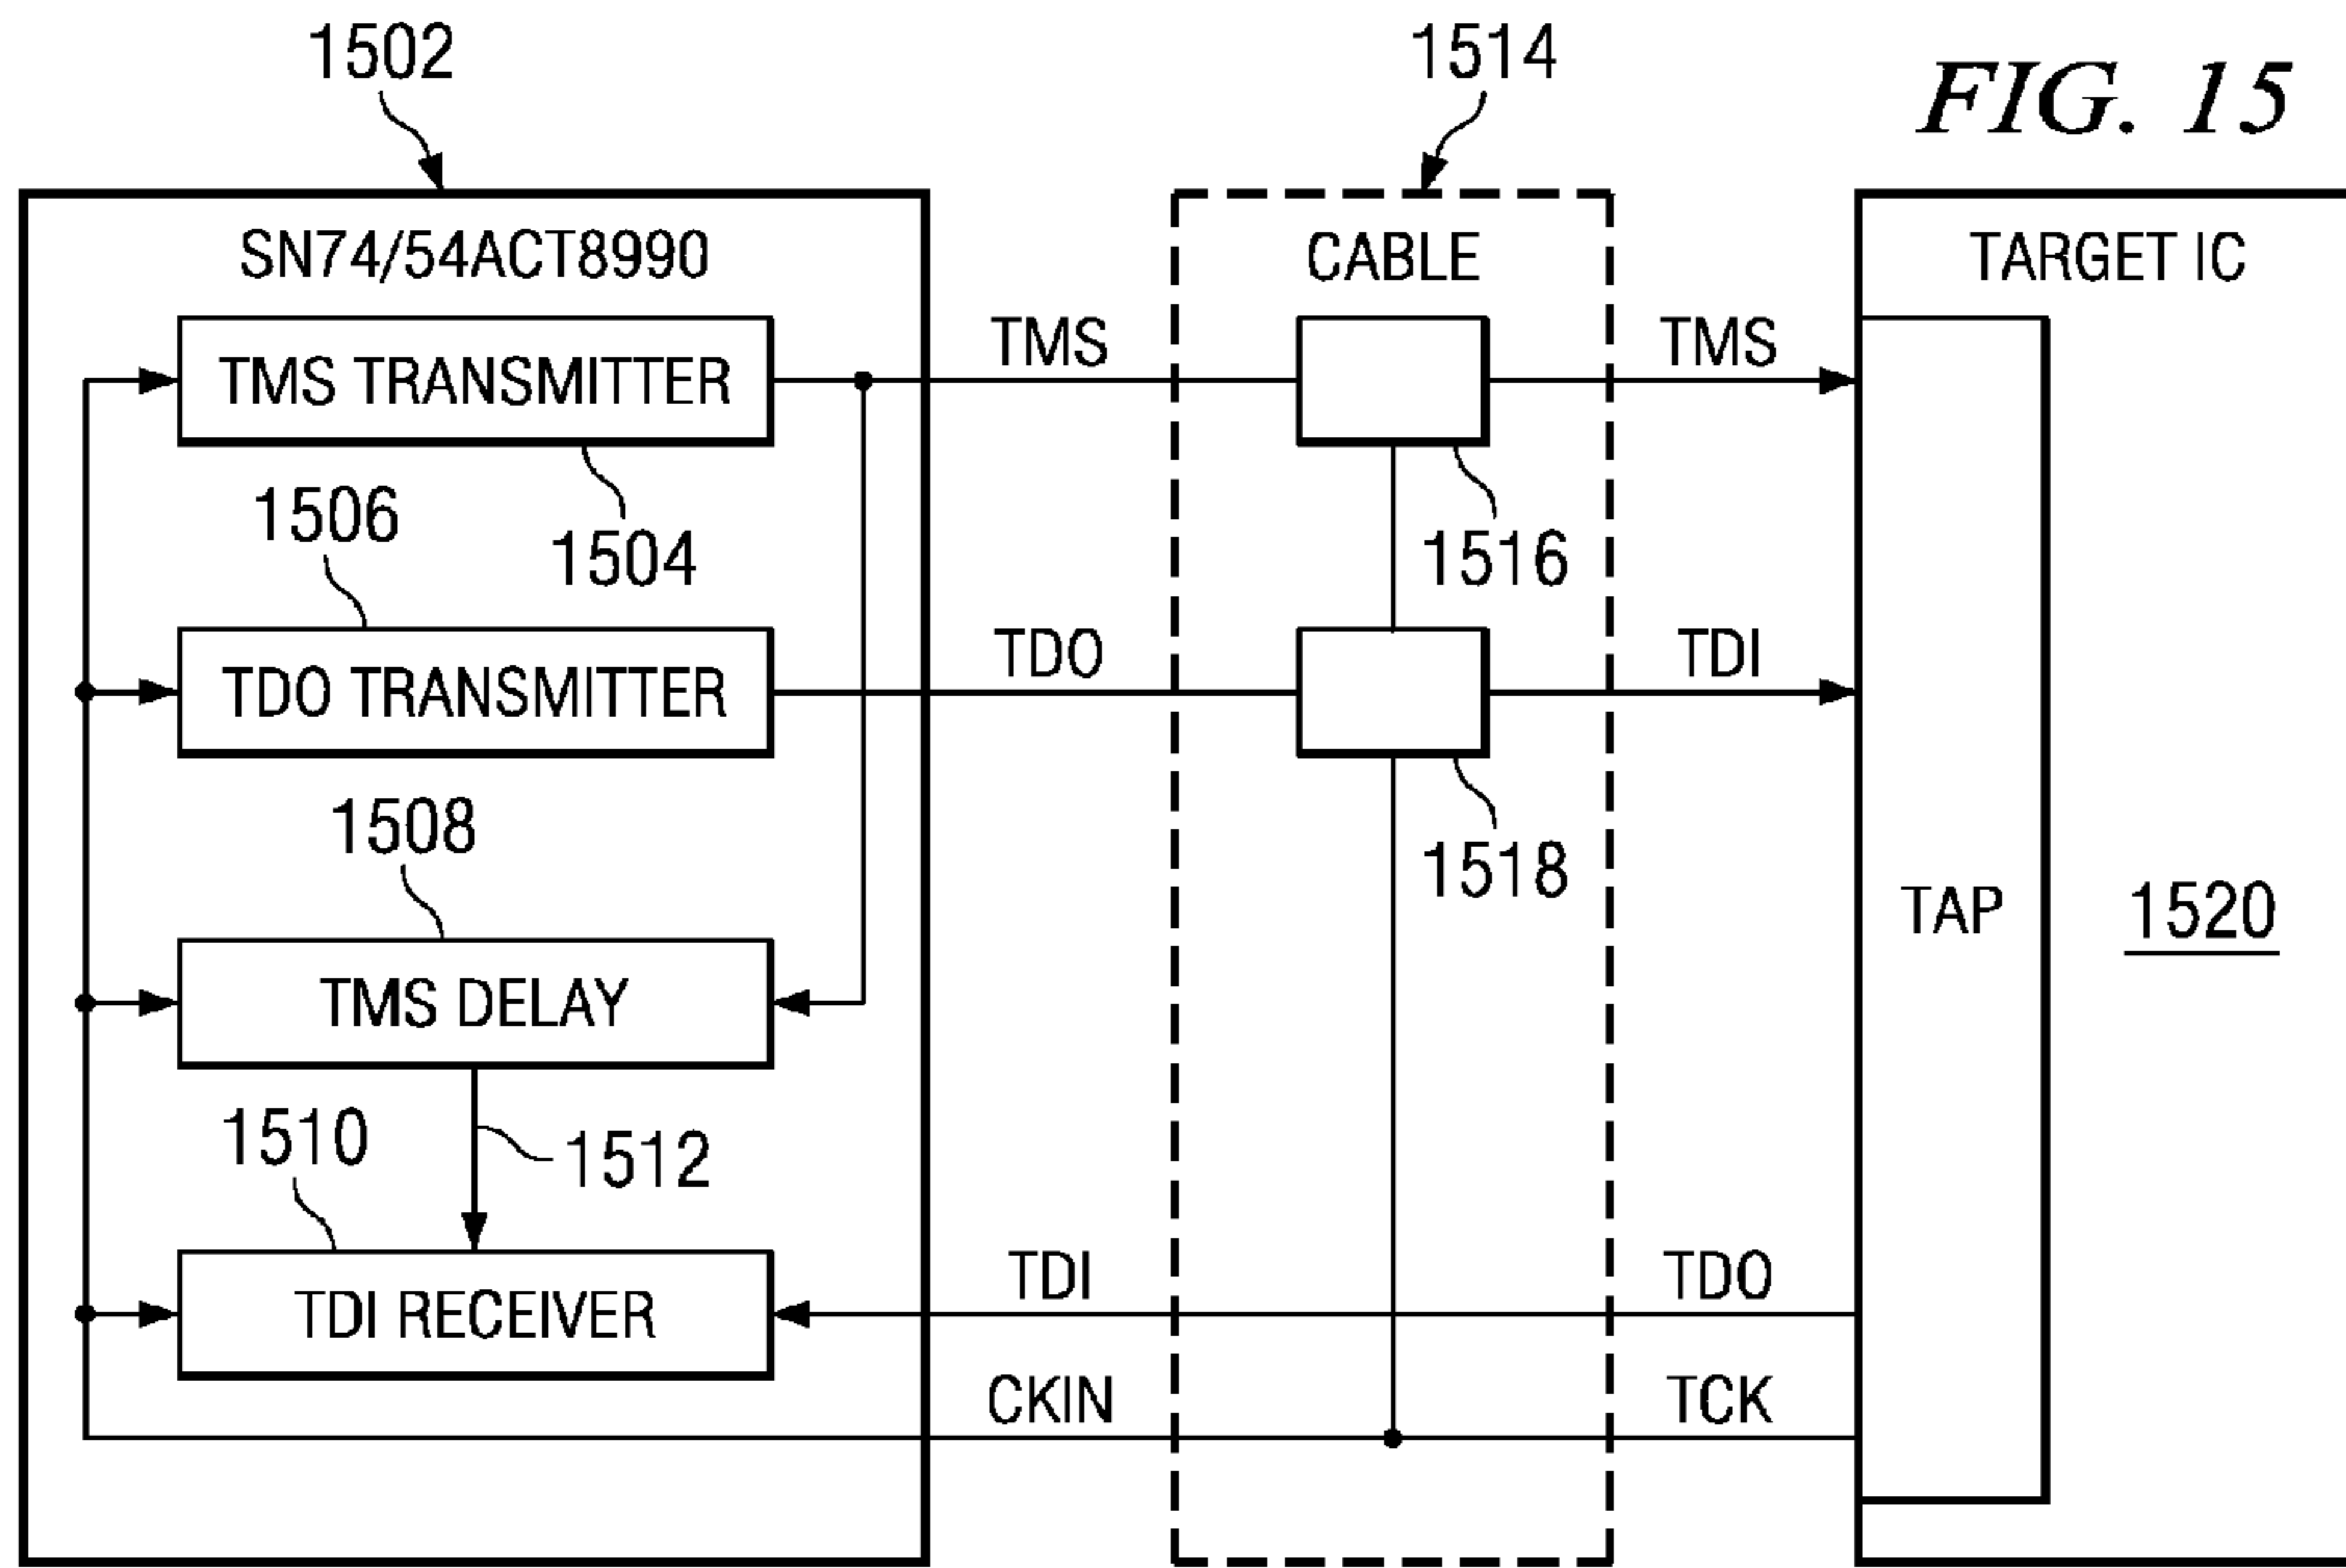 1502
1514
FIG. 15
SN74/54ACT8990
CABLE
TARGET IC
TMS TRANSMITTER
TMS
TMS
1506
1504
1516
TDO TRANSMITTER
TDO
TDI
1508
1518
TAP
1520
TMS DELAY
1510
1512
TDI RECEIVER
TDI
TDO
CKIN
TCK